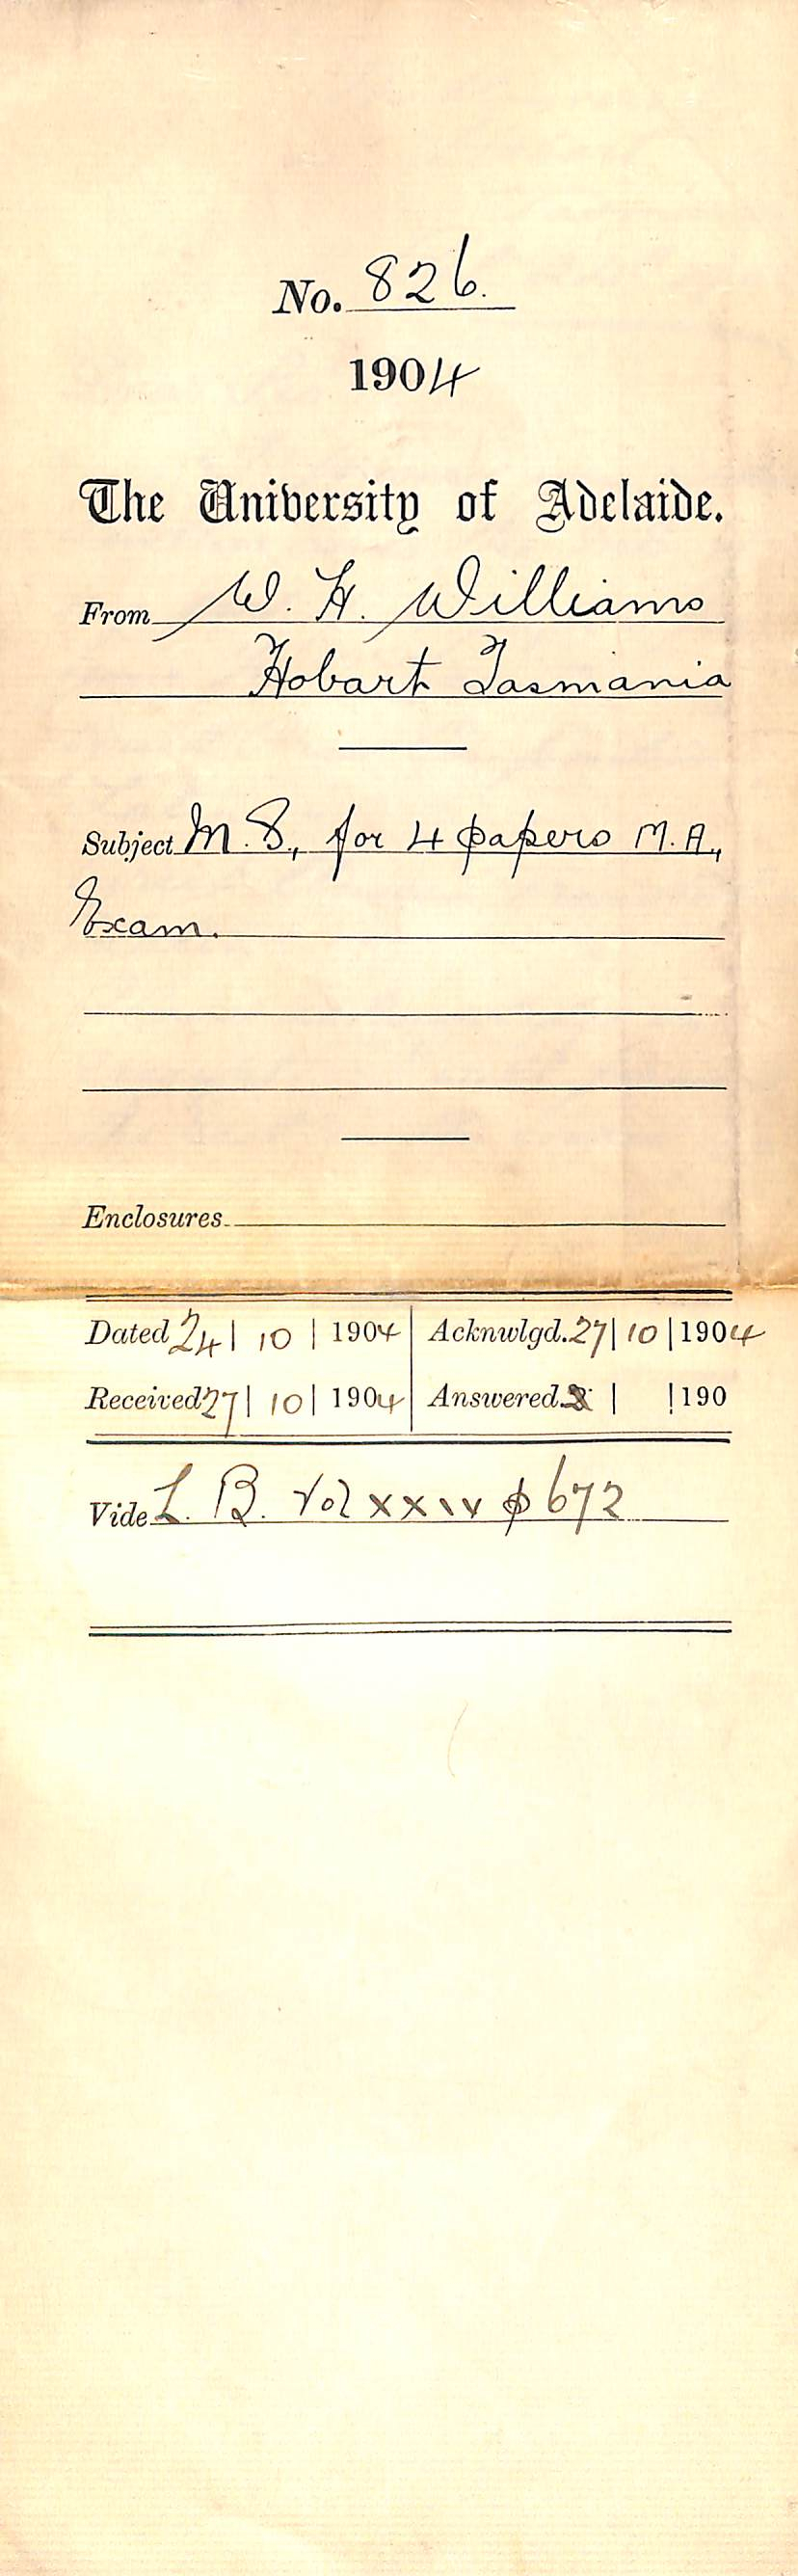 No. 826.
1904
The University of Adelaide.
From W. H. Williams
Hobart Tasmania
Subject M.S., for 4 papers M.A.,
Exam.
Enclosures
Dated 24 | 10 | 1904 Acknwlgd. 27 | 10 | 1904
Received 27 | 10 | 1904 Answered | | 190
Vide L. B. Vol xxiv p 672